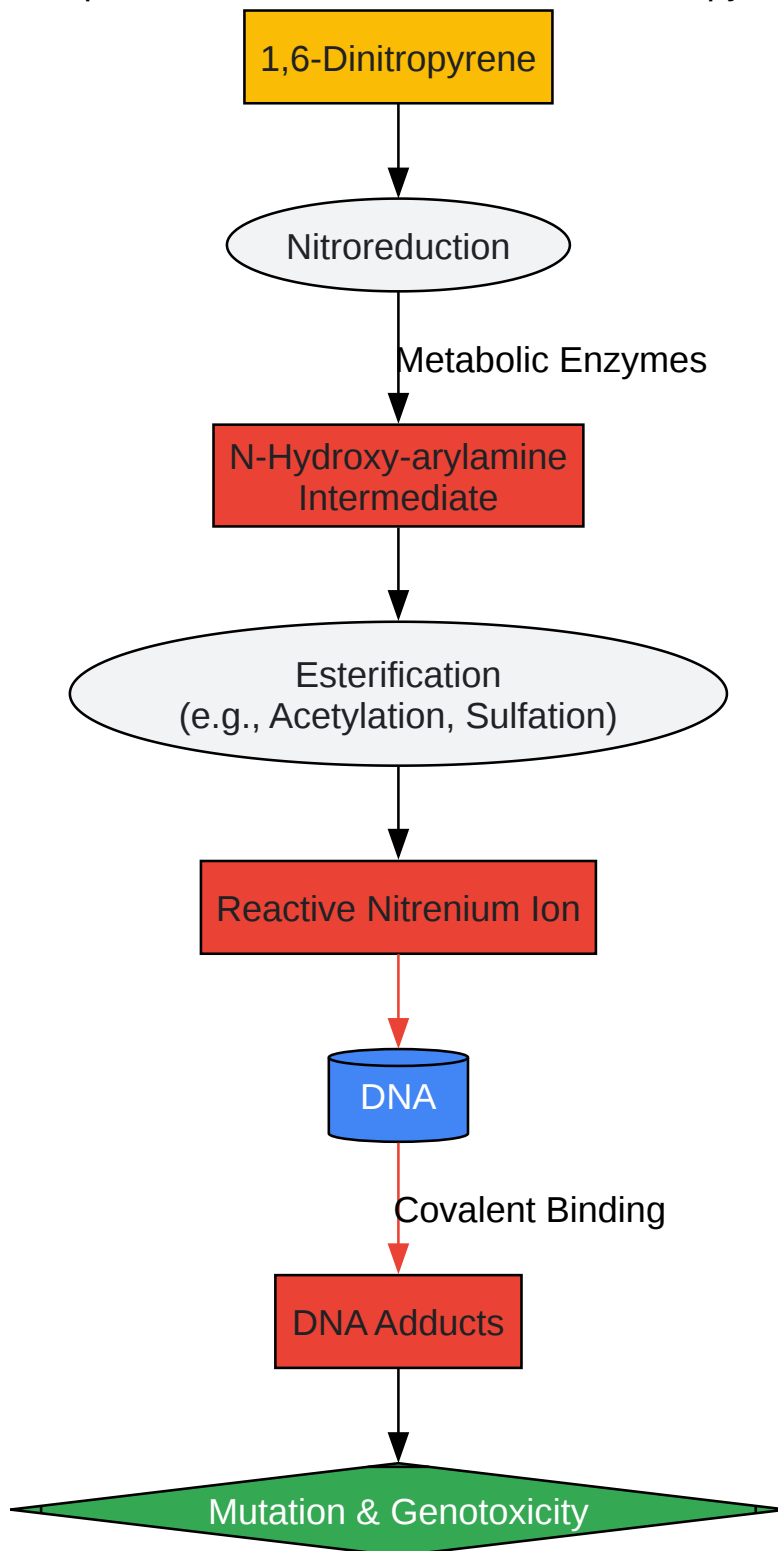 1,6-Dinitropyrene
Nitroreduction
Metabolic Enzymes
N-Hydroxy-arylamine
Intermediate
Esterification
(e.g., Acetylation, Sulfation)
Reactive Nitrenium Ion
DNA
Covalent Binding
DNA Adducts
Mutation & Genotoxicity